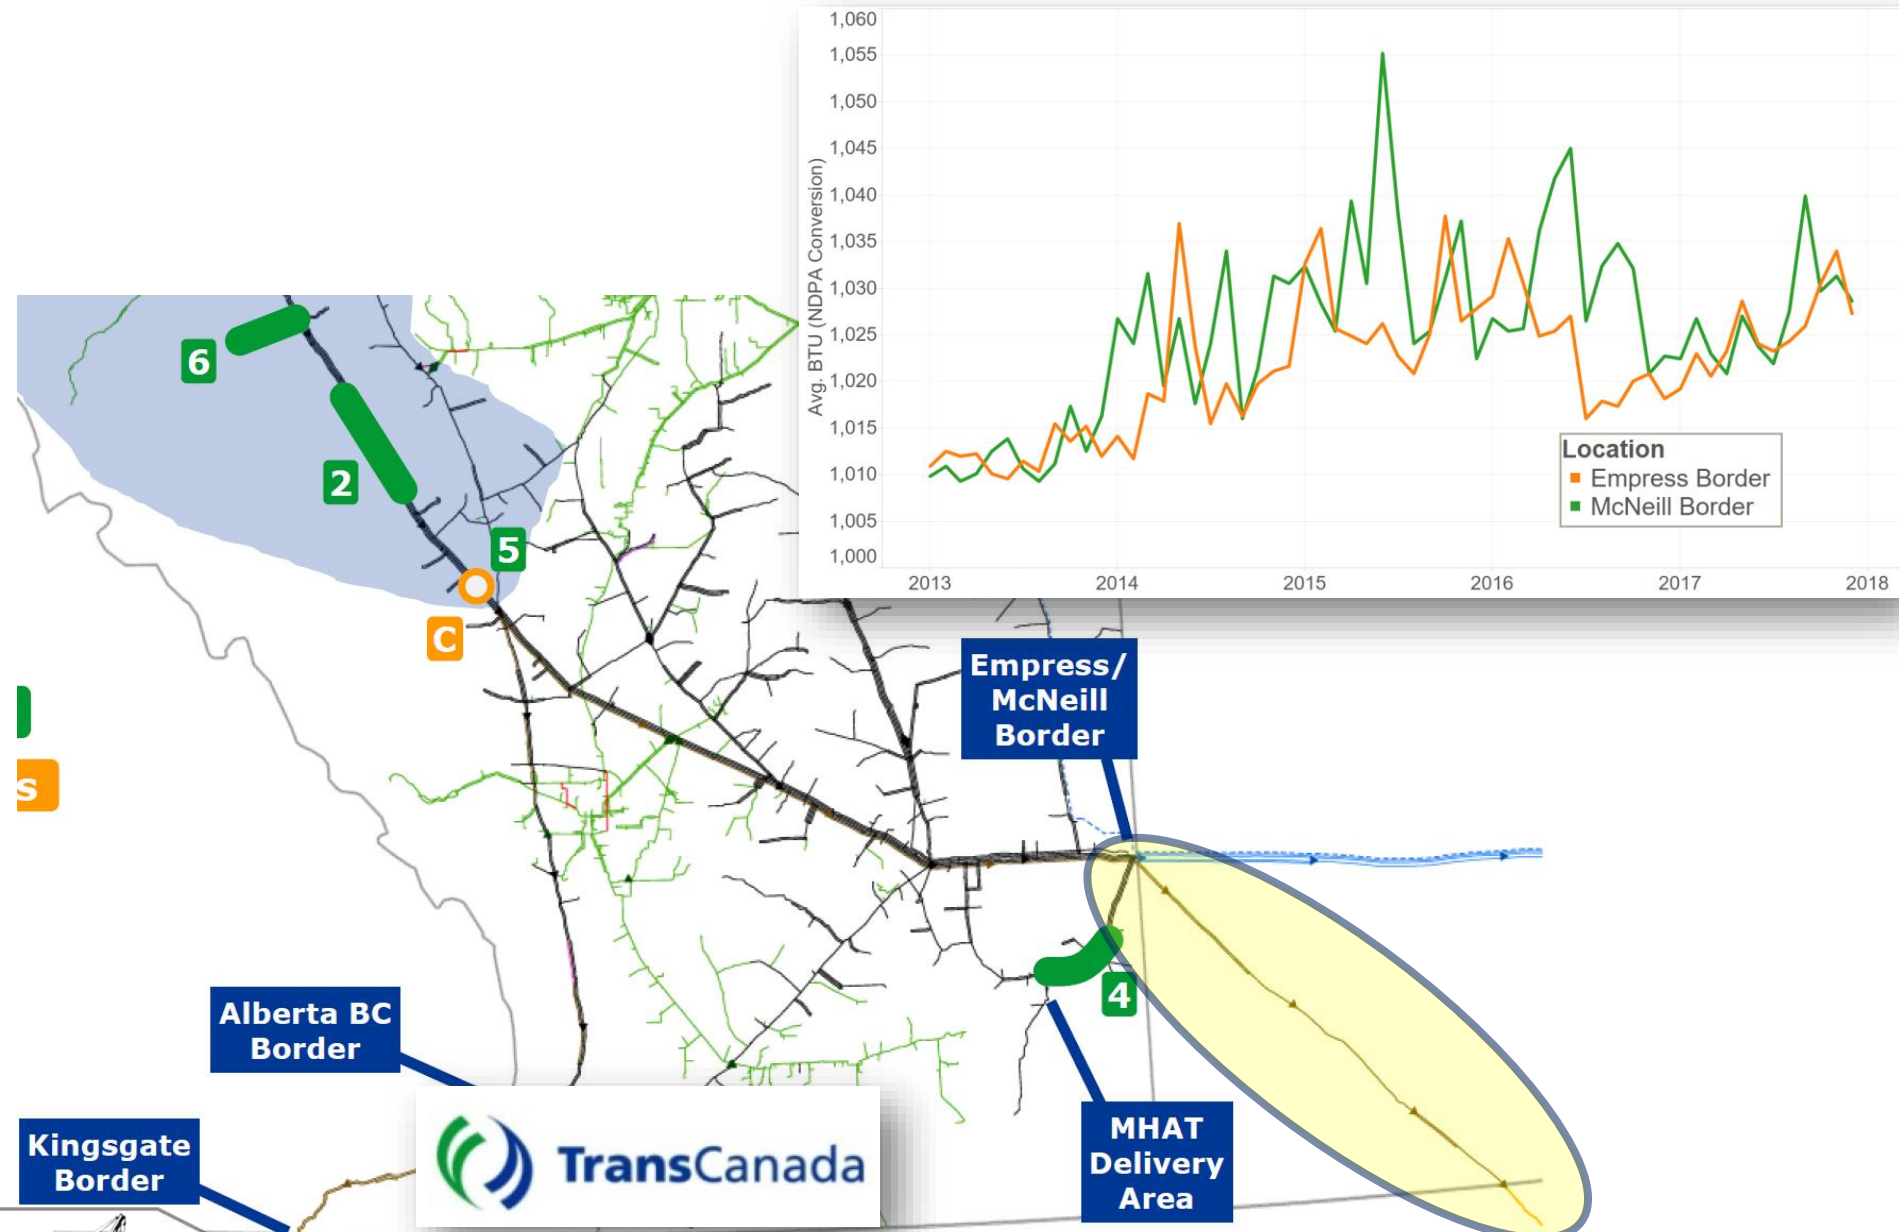 1,060
1,055
1,050
1,045
1,040
1,035
1,030
1,025
1,020
1,015
1,010
1,005
1,000
Avg. BTU (NDPA Conversion)
2013
2014
2015
2016
2017
2018
Location
Empress Border
McNeill Border
6
2
5
C
s
Empress/
McNeill
Border
4
Alberta BC
Border
Kingsgate
Border
TransCanada
MHAT
Delivery
Area